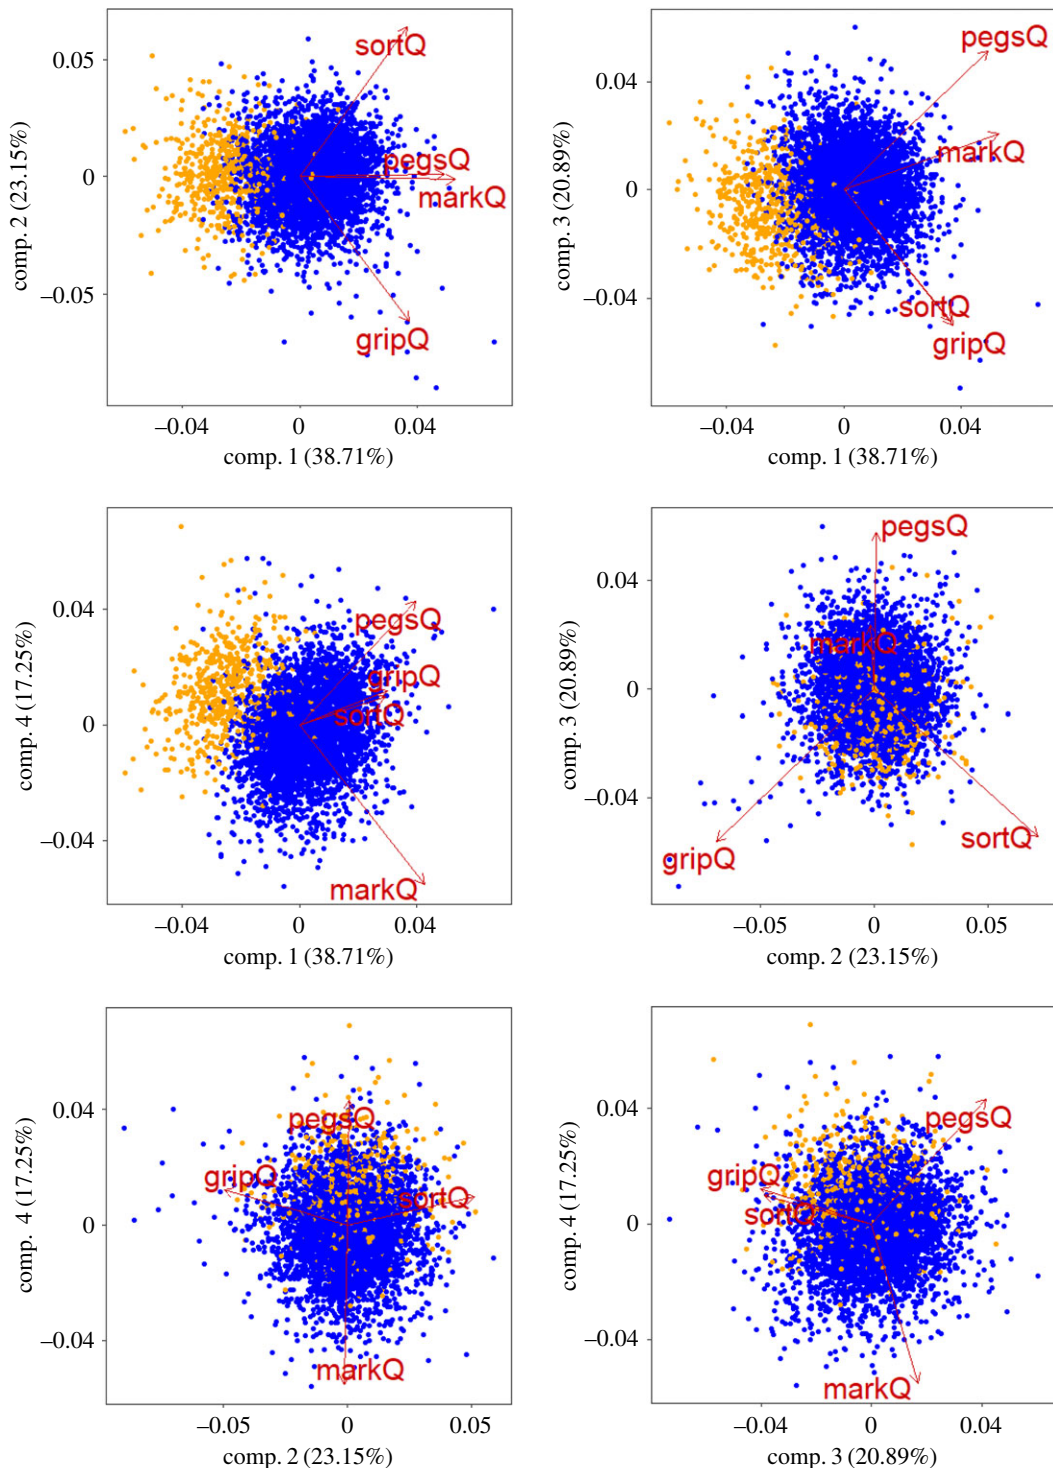 sortQ
0.05
pegsQ
0
markQ
–0.05
gripQ
comp. 2 (23.15%)
–0.04
0
0.04
comp. 1 (38.71%)
pegsQ
0.04
markQ
0
–0.04
sortQ
gripQ
comp. 3 (20.89%)
–0.04
0
0.04
comp. 1 (38.71%)
0.04
pegsQ
gripQ
sortQ
0
–0.04
markQ
comp. 4 (17.25%)
–0.04
0
0.04
comp. 1 (38.71%)
pegsQ
0.04
markQ
0
–0.04
gripQ
sortQ
comp. 3 (20.89%)
–0.05
0
0.05
comp. 2 (23.15%)
0.04
pegsQ
gripQ
sortQ
0
–0.04
markQ
comp. 4 (17.25%)
–0.05
0
0.05
comp. 2 (23.15%)
0.04
pegsQ
gripQ
sortQ
0
–0.04
markQ
comp. 4 (17.25%)
–0.04
0
0.04
comp. 3 (20.89%)